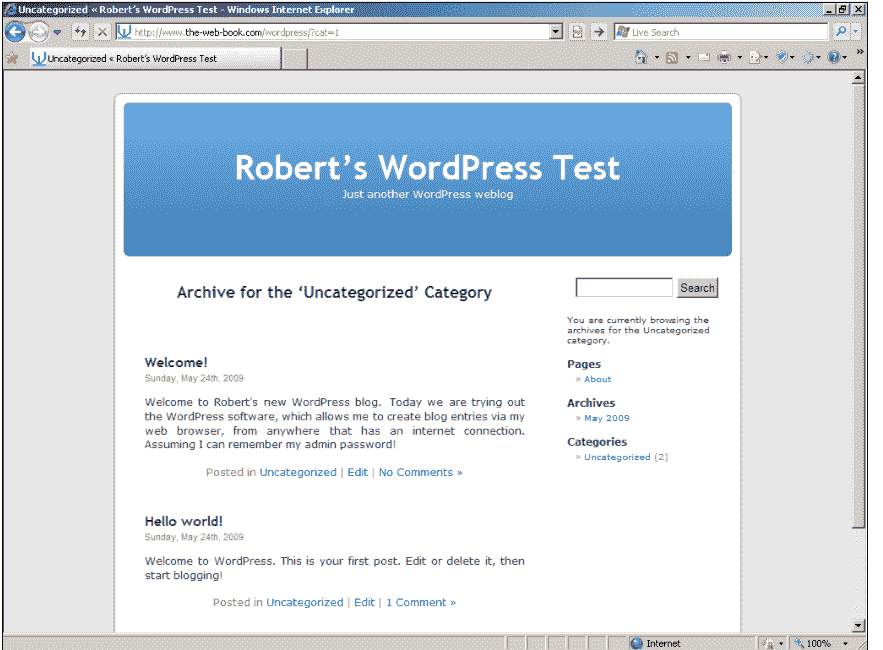 Uncategorized « Robert's WordPress Test - Windows Internet Explorer
http://www.the-web-book.com/wordpress/?cat=1
Live Search
Uncategorized « Robert's WordPress Test
Robert's WordPress Test
Just another WordPress weblog
Archive for the ‘Uncategorized’ Category
Search
You are currently browsing the
archives for the Uncategorized
category.
Pages
» About
Archives
» May 2009
Categories
» Uncategorized (2)
Welcome!
Sunday, May 24th, 2009
Welcome to Robert's new WordPress blog. Today we are trying out
the WordPress software, which allows me to create blog entries via my
web browser, from anywhere that has an internet connection.
Assuming I can remember my admin password!
Posted in Uncategorized | Edit | No Comments »
Hello world!
Sunday, May 24th, 2009
Welcome to WordPress. This is your first post. Edit or delete it, then
start blogging!
Posted in Uncategorized | Edit | 1 Comment »
Internet
100%